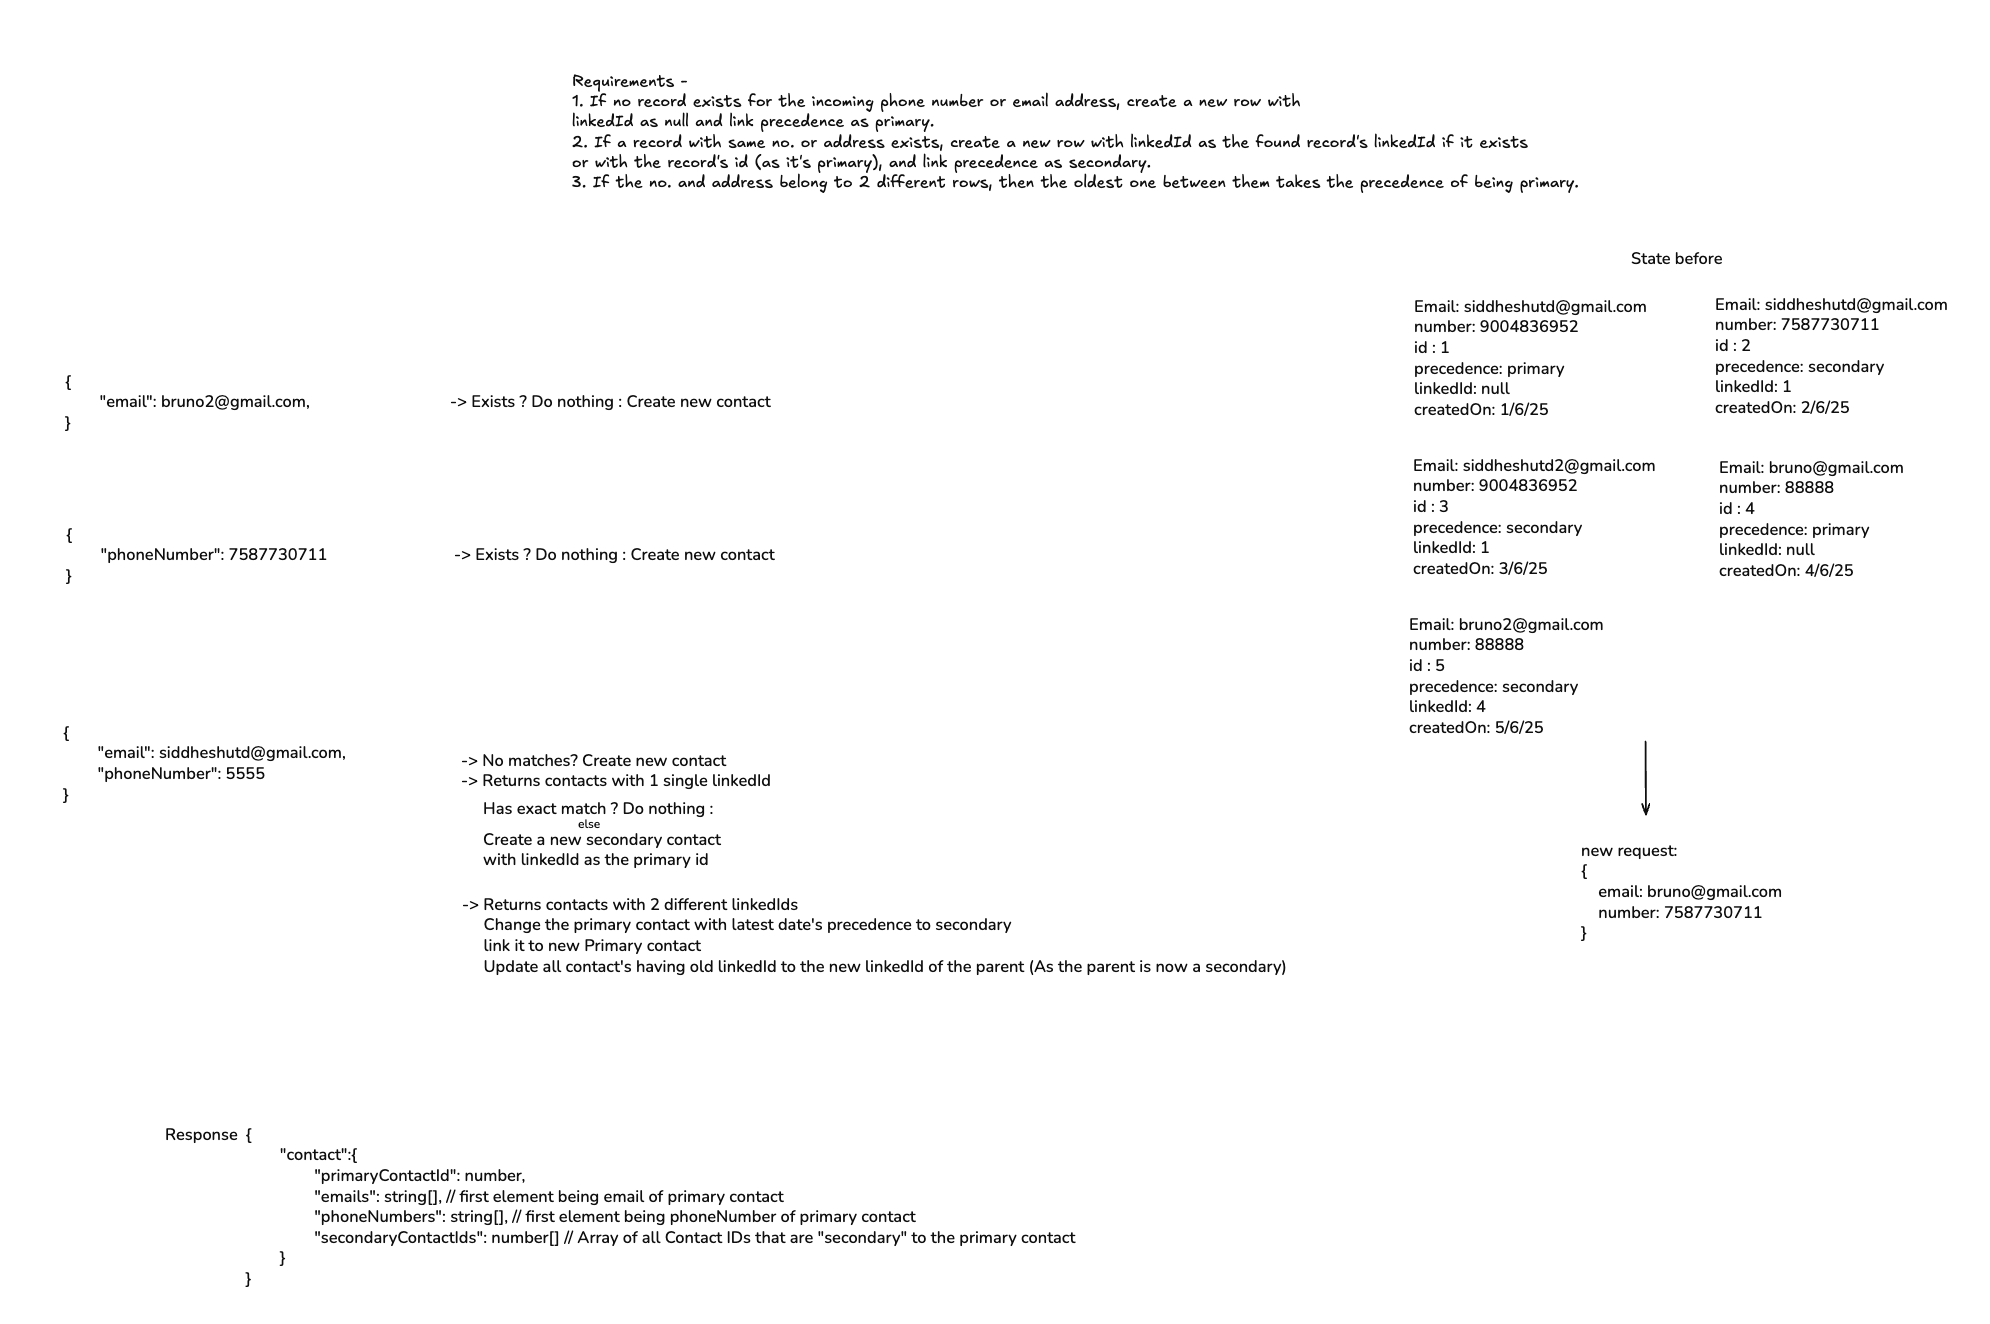 Requirements -
1. If no record exists for the incoming phone number or email address, create a new row with
linkedId as null and link precedence as primary.
2. If a record with same no. or address exists, create a new row with linkedId as the found record's linkedId if it exists
or with the record's id (as it's primary), and link precedence as secondary.
3. If the no. and address belong to 2 different rows, then the oldest one between them takes the precedence of being primary.
{
"email": bruno2@gmail.com,
}
-> Exists ? Do nothing : Create new contact
{
"phoneNumber": 7587730711
}
-> Exists ? Do nothing : Create new contact
{
"email": siddheshutd@gmail.com,
"phoneNumber": 5555
}
-> No matches? Create new contact
-> Returns contacts with 1 single linkedId
Has exact match ? Do nothing :
else
Create a new secondary contact
with linkedId as the primary id
-> Returns contacts with 2 different linkedIds
Change the primary contact with latest date's precedence to secondary
link it to new Primary contact
Update all contact's having old linkedId to the new linkedId of the parent (As the parent is now a secondary)
State before
Email: siddheshutd@gmail.com
number: 9004836952
id : 1
precedence: primary
linkedId: null
createdOn: 1/6/25
Email: siddheshutd@gmail.com
number: 7587730711
id : 2
precedence: secondary
linkedId: 1
createdOn: 2/6/25
Email: siddheshutd2@gmail.com
number: 9004836952
id : 3
precedence: secondary
linkedId: 1
createdOn: 3/6/25
Email: bruno@gmail.com
number: 88888
id : 4
precedence: primary
linkedId: null
createdOn: 4/6/25
Email: bruno2@gmail.com
number: 88888
id : 5
precedence: secondary
linkedId: 4
createdOn: 5/6/25
new request:
{
email: bruno@gmail.com
number: 7587730711
}
Response {
"contact":{
"primaryContactId": number,
"emails": string[], // first element being email of primary contact
"phoneNumbers": string[], // first element being phoneNumber of primary contact
"secondaryContactIds": number[] // Array of all Contact IDs that are "secondary" to the primary contact
}
}